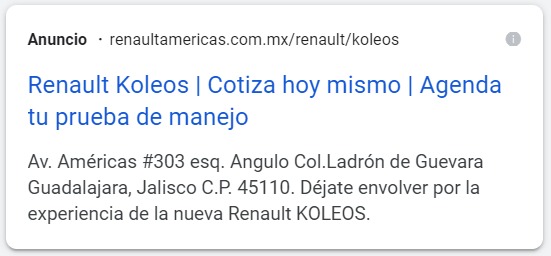 Anuncio · renaultamericas.com.mx/renault/koleos
Renault Koleos | Cotiza hoy mismo | Agenda
tu prueba de manejo
Av. Américas #303 esq. Angulo Col.Ladrón de Guevara
Guadalajara, Jalisco C.P. 45110. Déjate envolver por la
experiencia de la nueva Renault KOLEOS.